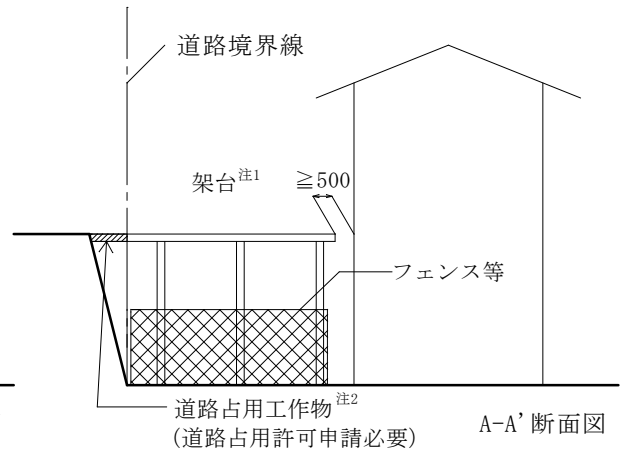 道路境界線
架台注1
≧500
フェンス等
道路占用工作物注2
(道路占用許可申請必要)
A-A'断面図